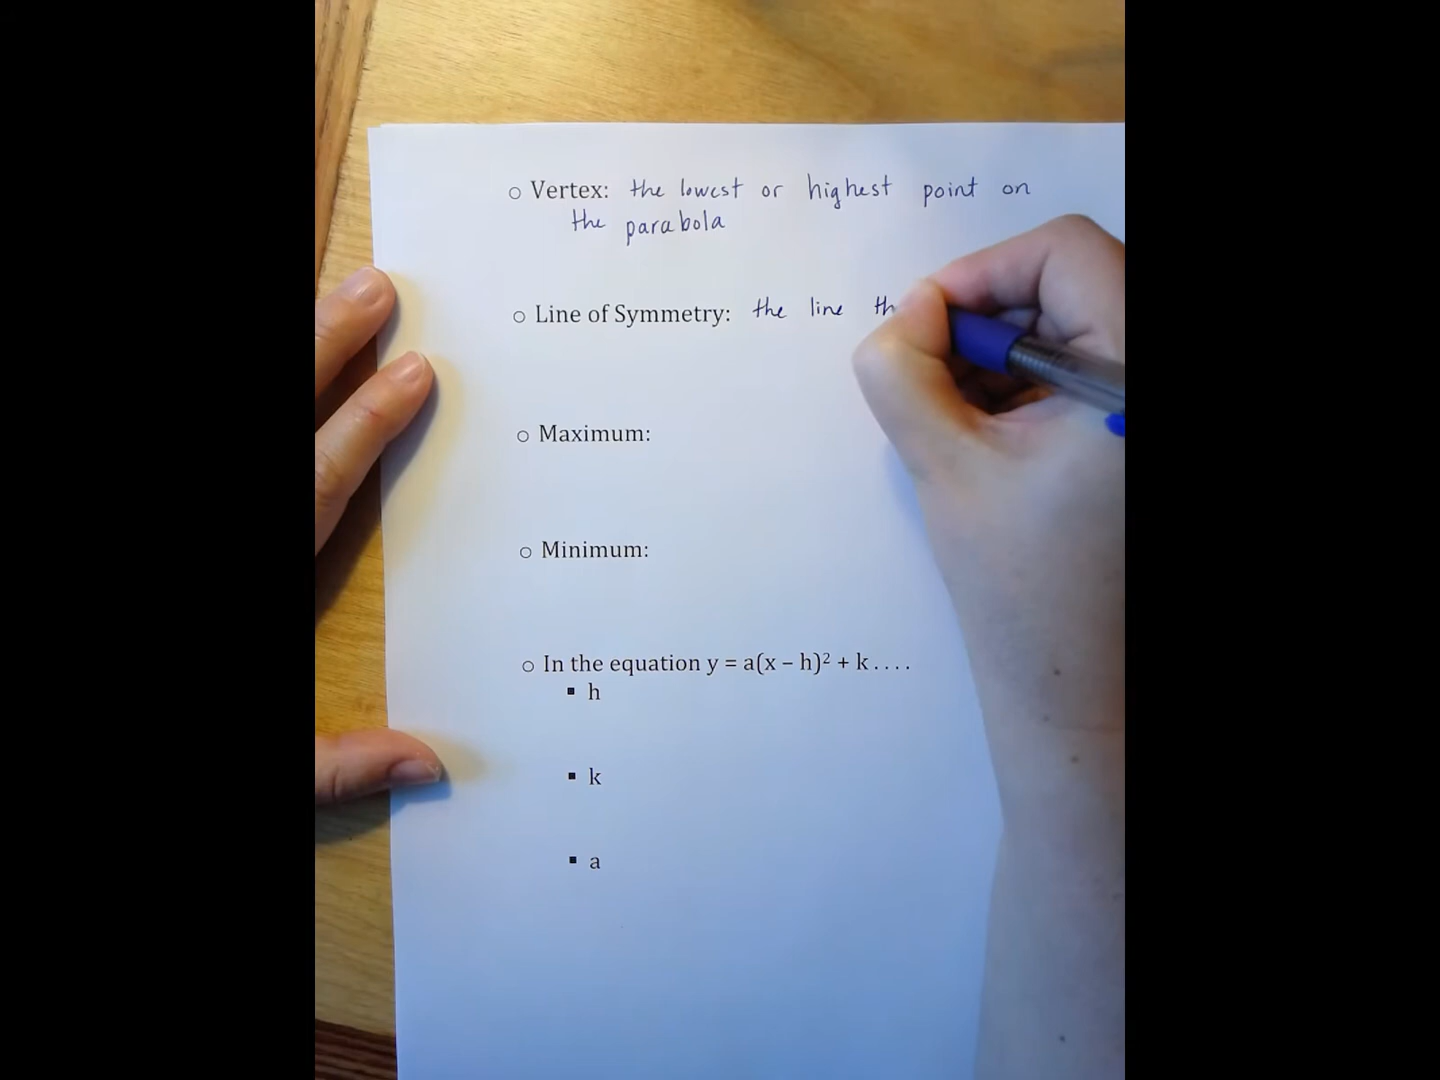 ○ Vertex: the lowest or highest point on
the parabola
○ Line of Symmetry: the line th
○ Maximum:
○ Minimum:
○ In the equation y = a(x – h)² + k . . . .
▪ h
▪ k
▪ a